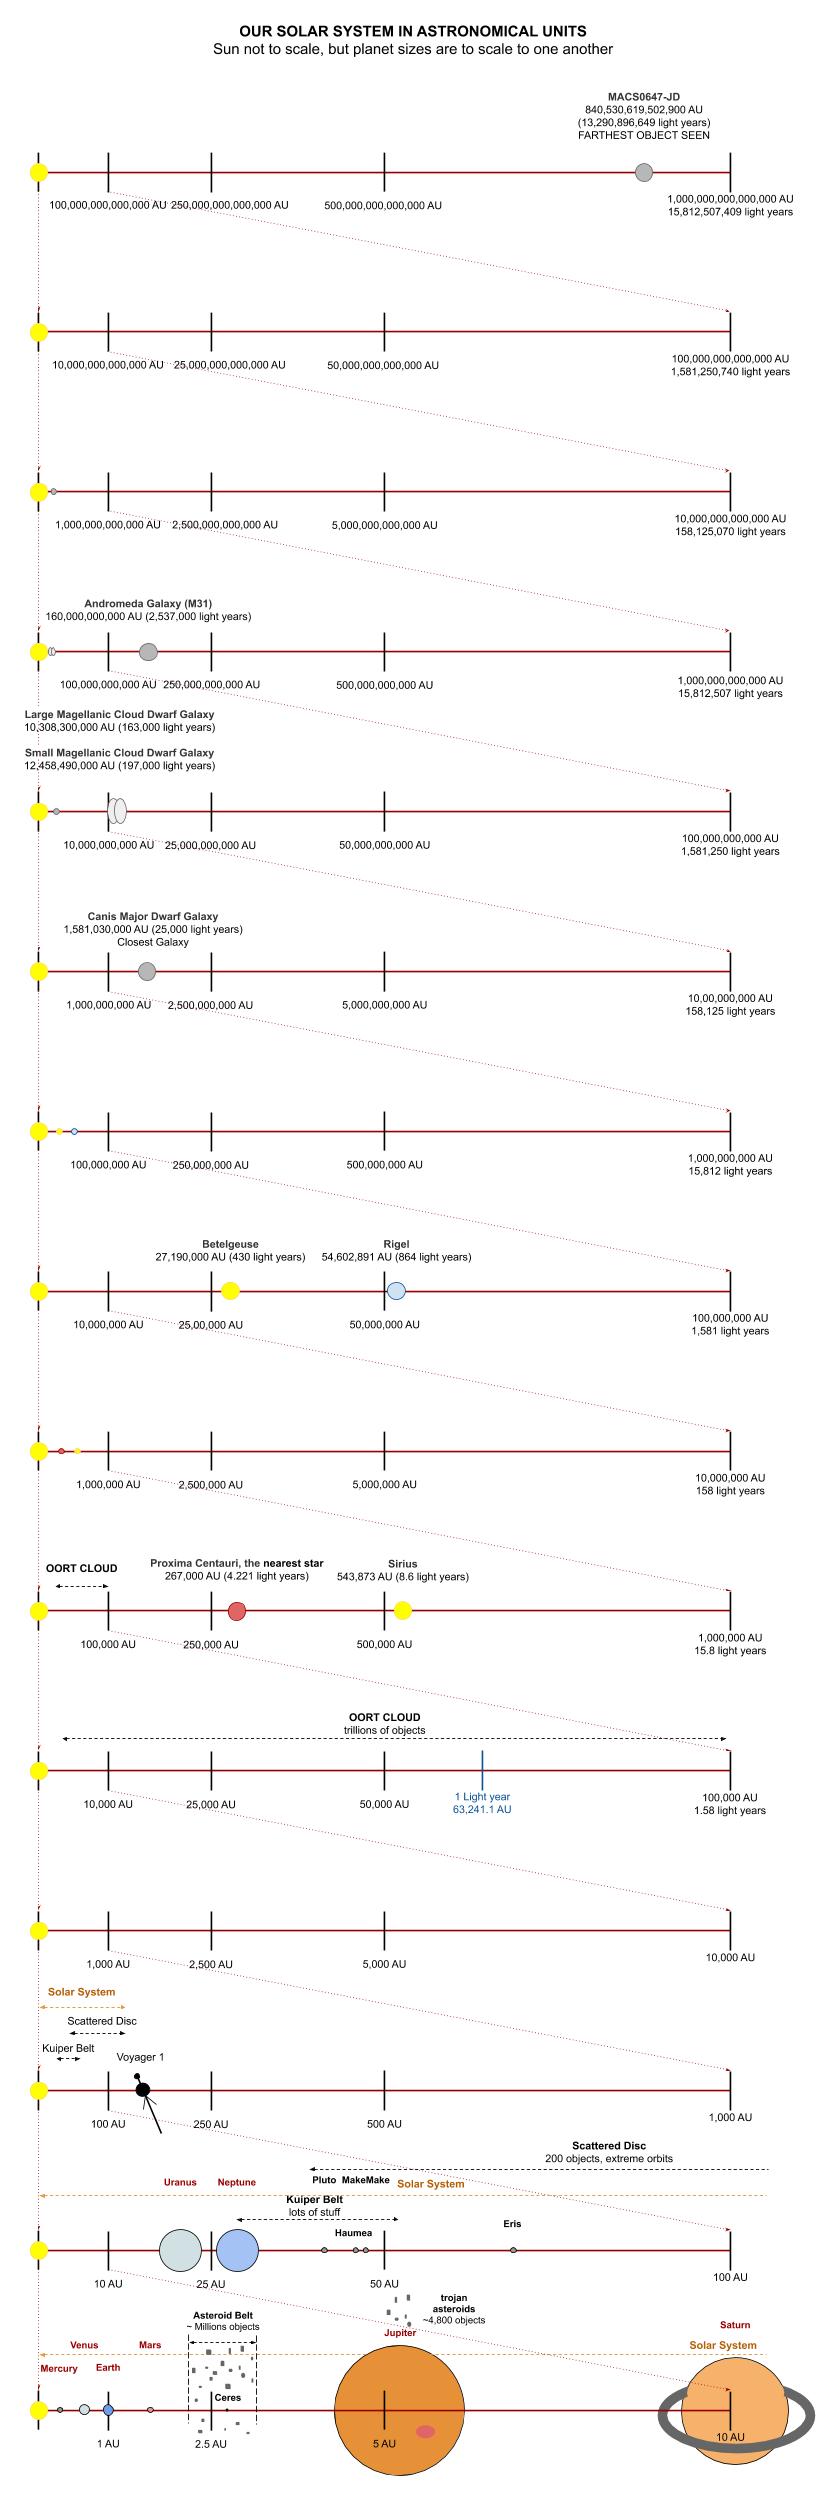 OUR SOLAR SYSTEM IN ASTRONOMICAL UNITS
Sun not to scale, but planet sizes are to scale to one another
MACS0647-JD
840,530,619,502,900 AU
(13,290,896,649 light years)
FARTHEST OBJECT SEEN
100,000,000,000,000 AU 250,000,000,000,000 AU 500,000,000,000,000 AU 1,000,000,000,000,000 AU
15,812,507,409 light years
10,000,000,000,000 AU 25,000,000,000,000 AU 50,000,000,000,000 AU 100,000,000,000,000 AU
1,581,250,740 light years
1,000,000,000,000 AU 2,500,000,000,000 AU 5,000,000,000,000 AU 10,000,000,000,000 AU
158,125,070 light years
Andromeda Galaxy (M31)
160,000,000,000 AU (2,537,000 light years)
100,000,000,000 AU 250,000,000,000 AU 500,000,000,000 AU 1,000,000,000,000 AU
15,812,507 light years
Large Magellanic Cloud Dwarf Galaxy
10,308,300,000 AU (163,000 light years)
Small Magellanic Cloud Dwarf Galaxy
12,458,490,000 AU (197,000 light years)
10,000,000,000 AU 25,000,000,000 AU 50,000,000,000 AU 100,000,000,000 AU
1,581,250 light years
Canis Major Dwarf Galaxy
1,581,030,000 AU (25,000 light years)
Closest Galaxy
1,000,000,000 AU 2,500,000,000 AU 5,000,000,000 AU 10,00,000,000 AU
158,125 light years
100,000,000 AU 250,000,000 AU 500,000,000 AU 1,000,000,000 AU
15,812 light years
Betelgeuse Rigel
27,190,000 AU (430 light years) 54,602,891 AU (864 light years)
10,000,000 AU 25,00,000 AU 50,000,000 AU 100,000,000 AU
1,581 light years
1,000,000 AU 2,500,000 AU 5,000,000 AU 10,000,000 AU
158 light years
OORT CLOUD Proxima Centauri, the nearest star Sirius
267,000 AU (4.221 light years) 543,873 AU (8.6 light years)
100,000 AU 250,000 AU 500,000 AU 1,000,000 AU
15.8 light years
OORT CLOUD
trillions of objects
10,000 AU 25,000 AU 50,000 AU 1 Light year 100,000 AU
63,241.1 AU 1.58 light years
1,000 AU 2,500 AU 5,000 AU 10,000 AU
Solar System
Scattered Disc
Kuiper Belt
Voyager 1
100 AU 250 AU 500 AU 1,000 AU
Scattered Disc
200 objects, extreme orbits
Uranus Neptune Pluto MakeMake Solar System
Kuiper Belt
lots of stuff
Haumea Eris
10 AU 25 AU 50 AU 100 AU
trojan
asteroids
~4,800 objects
Asteroid Belt
~ Millions objects
Jupiter Saturn
Venus Mars Solar System
Mercury Earth
Ceres
1 AU 2.5 AU 5 AU 10 AU